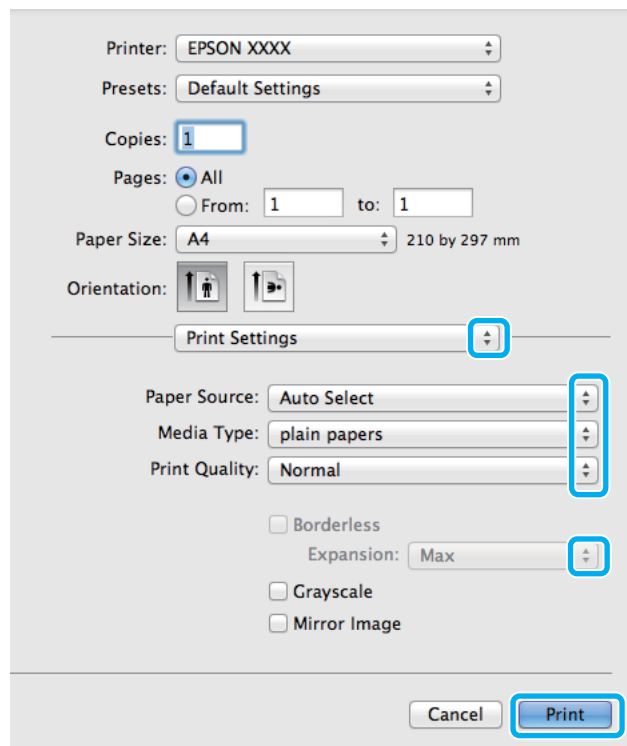 Printer: EPSON XXXX
Presets: Default Settings
Copies: 1
Pages: All
From: 1 to: 1
Paper Size: A4 210 by 297 mm
Orientation:
Print Settings
Paper Source: Auto Select
Media Type: plain papers
Print Quality: Normal
Borderless
Expansion: Max
Grayscale
Mirror Image
Cancel Print